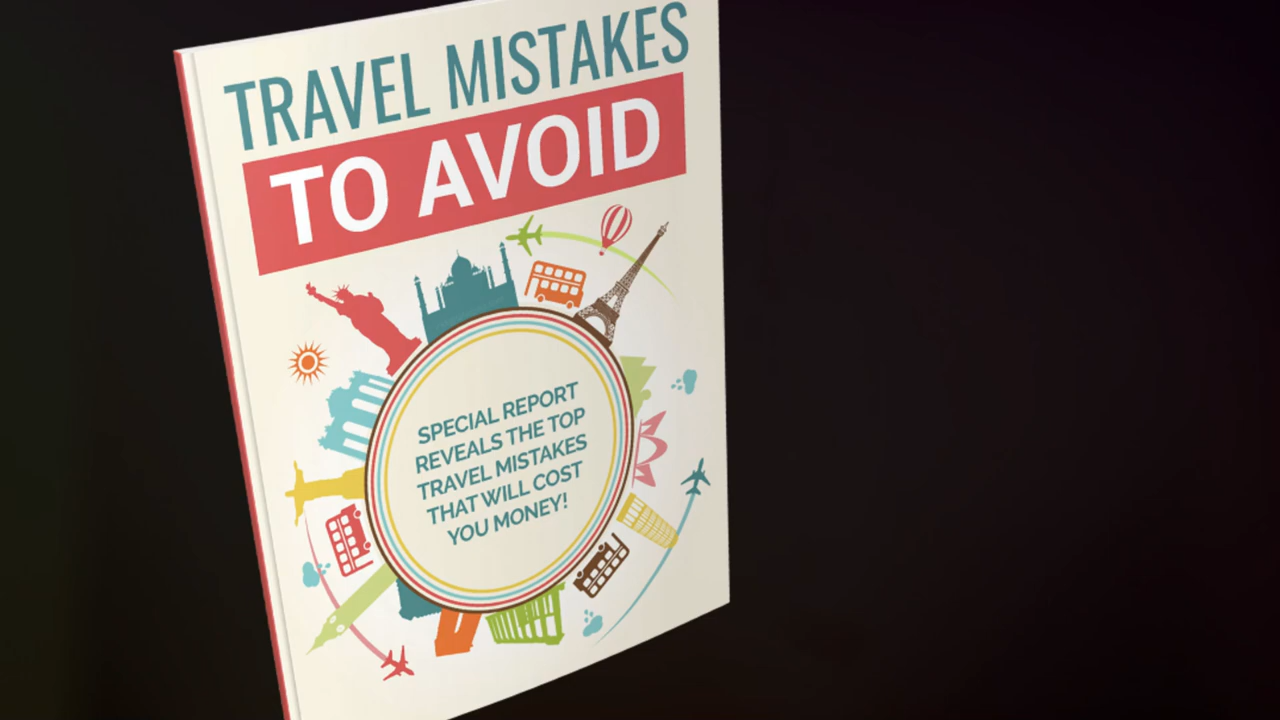 TRAVEL MISTAKES
TO AVOID
SPECIAL REPORT
REVEALS THE TOP
TRAVEL MISTAKES
THAT WILL COST
YOU MONEY!